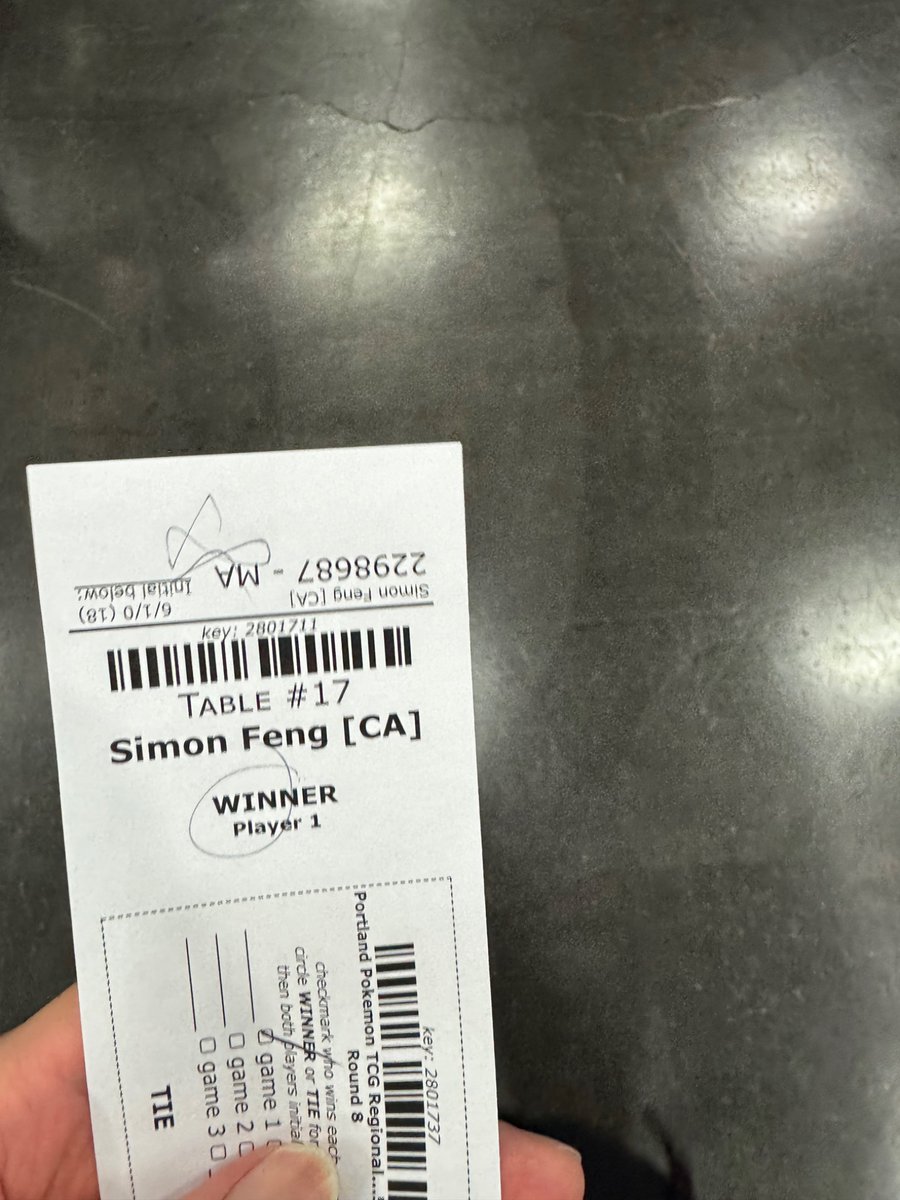 Simon Feng [CA]
2298687 - MA
6/1/0 (18)
Initial below:
key: 2801711
TABLE #17
Simon Feng [CA]
WINNER
Player 1
key: 2801737
Portland Pokemon TCG Regional...
Round 8
checkmark who wins each
circle WINNER or TIE for
then both players initial
game 1
game 2
game 3
TIE